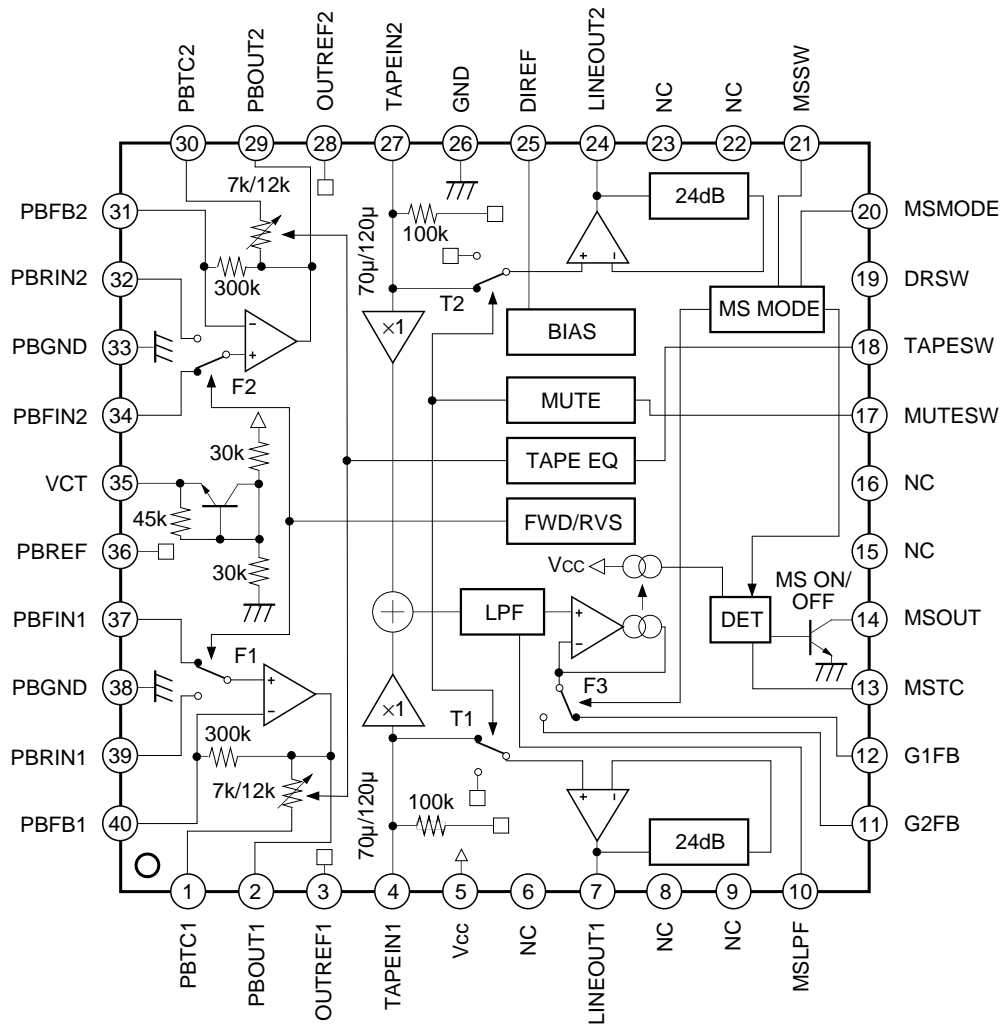 PBTC2
PBOUT2
OUTREF2
TAPEIN2
GND
DIREF
LINEOUT2
NC
NC
MSSW
30
29
28
27
26
25
24
23
22
21
7k/12k
70µ/120µ
100k
24dB
PBFB2
31
20
MSMODE
300k
+ −
T2
PBRIN2
32
19
DRSW
−
+
×1
BIAS
MS MODE
PBGND
33
18
TAPESW
F2
PBFIN2
34
MUTE
17
MUTESW
30k
TAPE EQ
VCT
35
16
NC
45k
FWD/RVS
PBREF
36
30k
Vcc
15
NC
MS ON/
OFF
PBFIN1
37
LPF
+
−
DET
14
MSOUT
F1
PBGND
38
+
−
×1
F3
13
MSTC
300k
T1
PBRIN1
39
12
G1FB
7k/12k
70µ/120µ
100k
+ −
PBFB1
40
11
G2FB
24dB
1
2
3
4
5
6
7
8
9
10
PBTC1
PBOUT1
OUTREF1
TAPEIN1
Vcc
NC
LINEOUT1
NC
NC
MSLPF